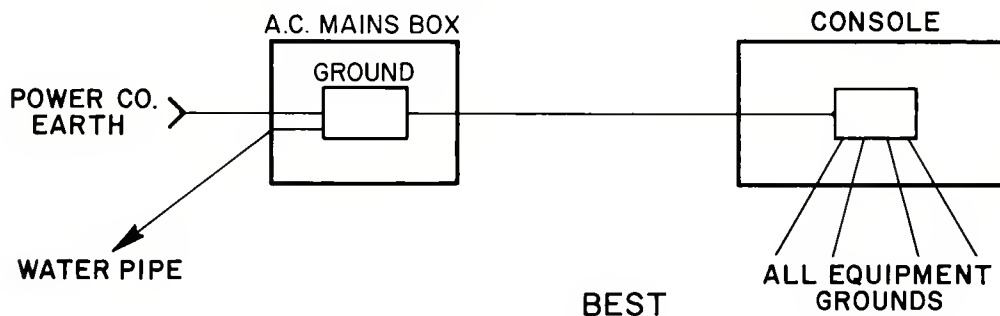 A.C. MAINS BOX
CONSOLE
GROUND
POWER CO.
EARTH
WATER PIPE
ALL EQUIPMENT
GROUNDS
BEST